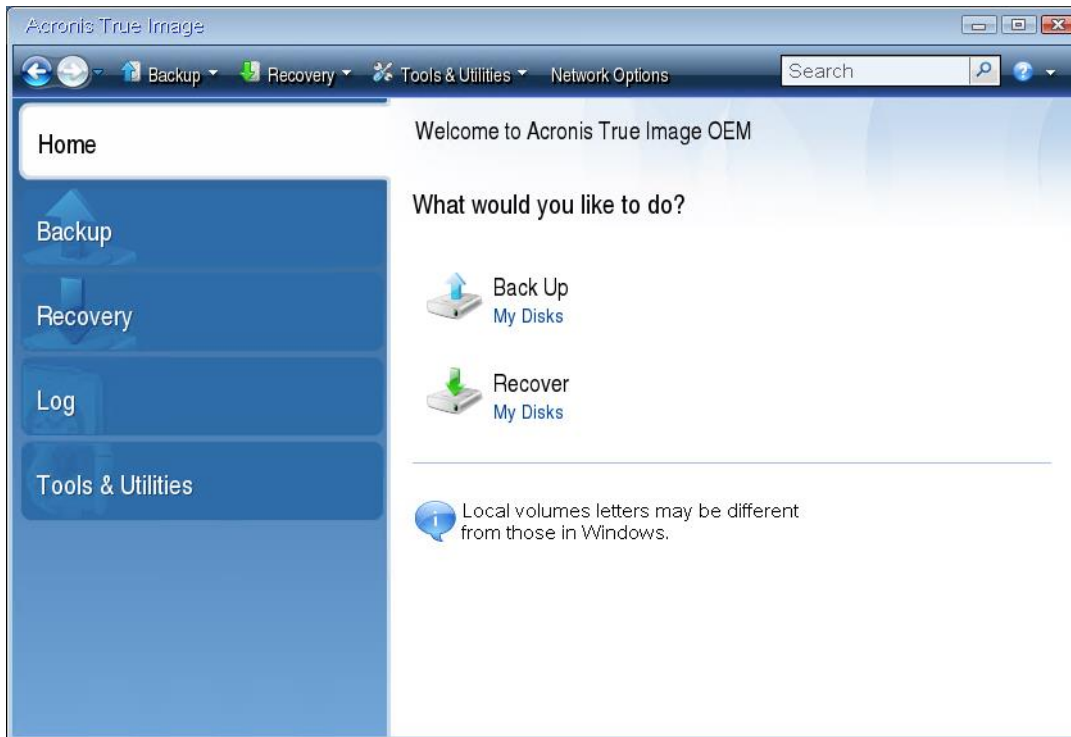 Acronis True Image
Backup Recovery Tools & Utilities Network Options Search
Home
Backup
Recovery
Log
Tools & Utilities
Welcome to Acronis True Image OEM
What would you like to do?
Back Up
My Disks
Recover
My Disks
Local volumes letters may be different
from those in Windows.